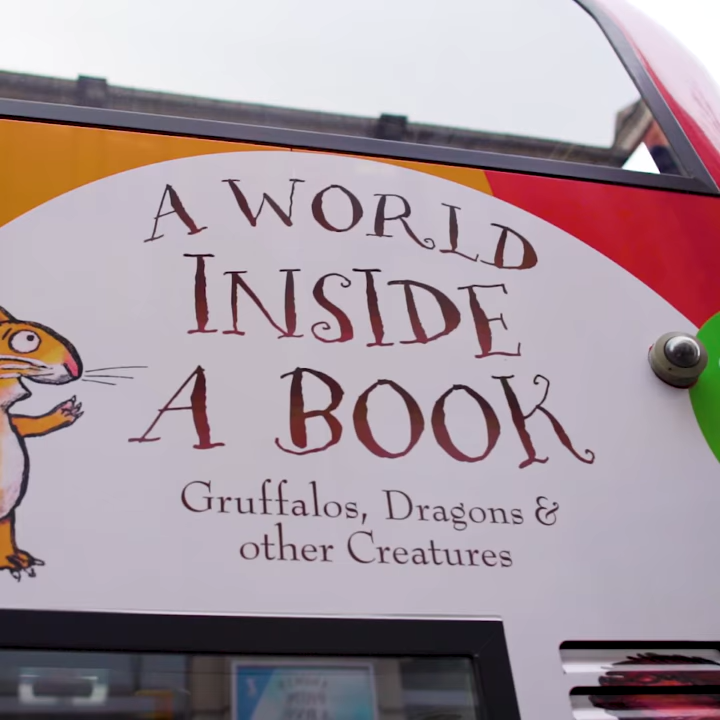 A WORLD
INSIDE
A BOOK
Gruffalos, Dragons &
other Creatures